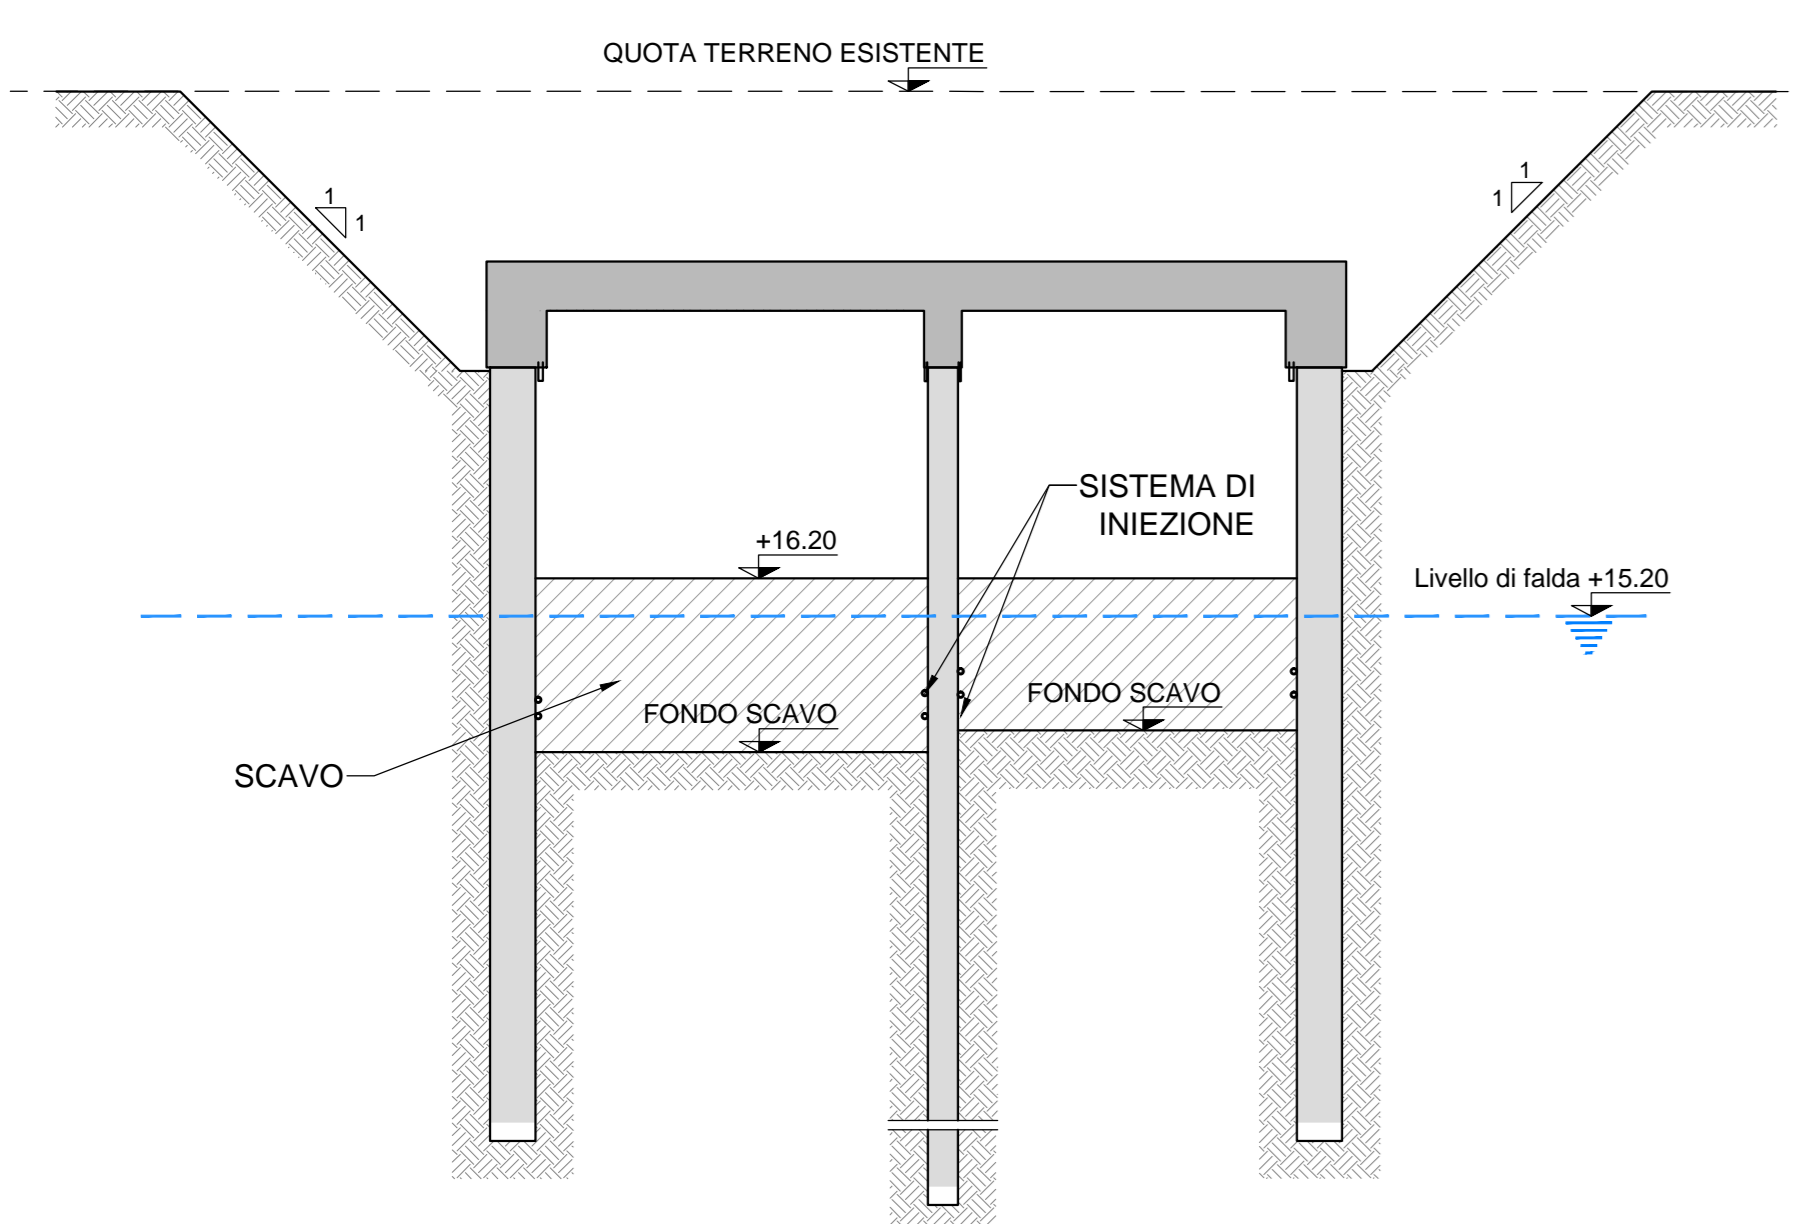 QUOTA TERRENO ESISTENTE
1
1
1
1
SISTEMA DI
INIEZIONE
+16.20
Livello di falda +15.20
FONDO SCAVO
FONDO SCAVO
SCAVO